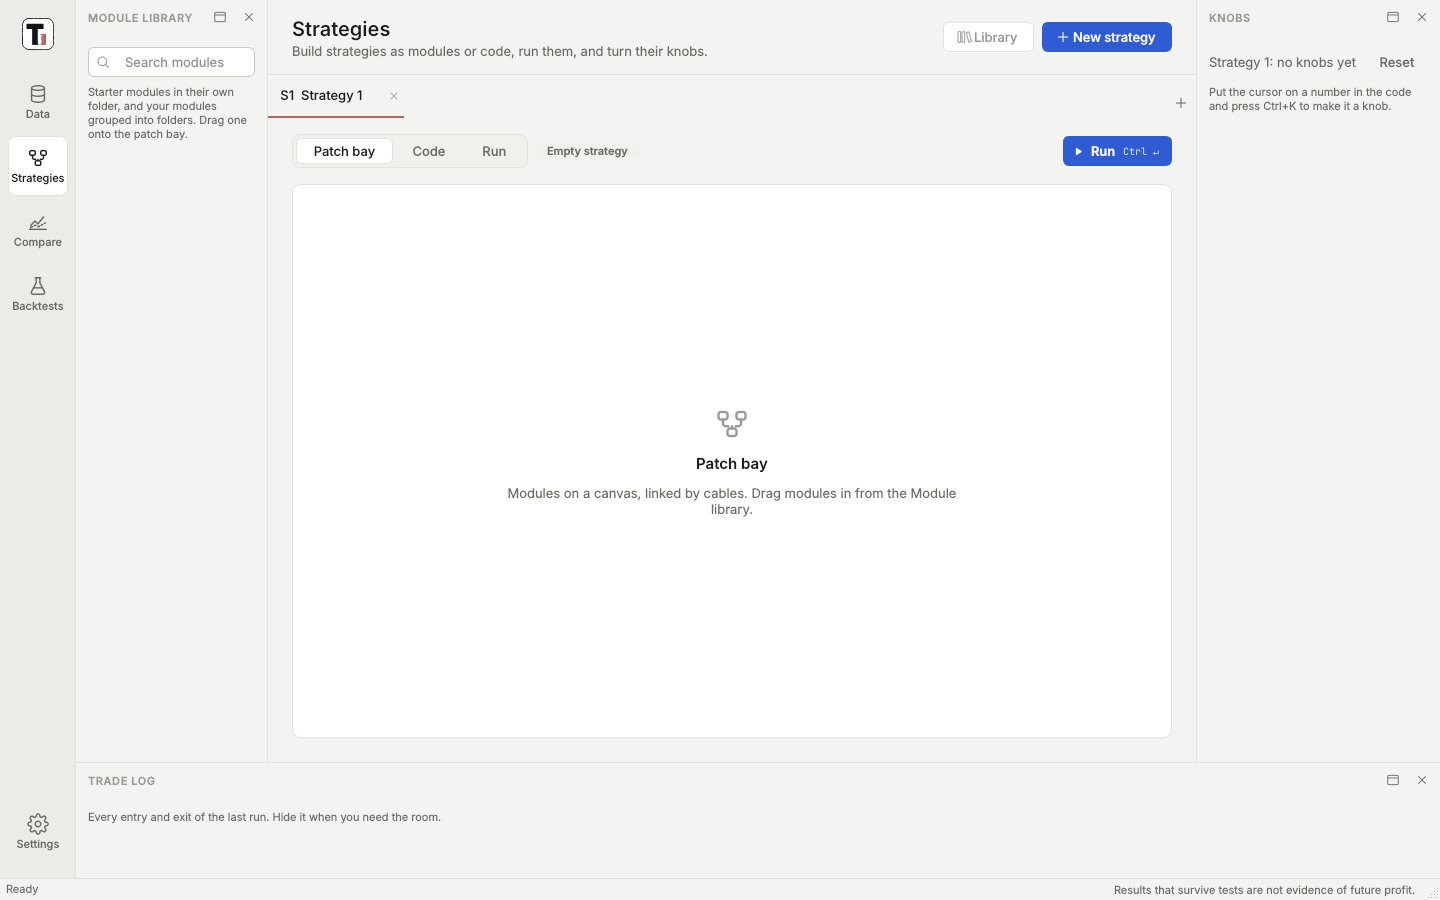 MODULE LIBRARY
Search modules
Starter modules in their own
folder, and your modules
grouped into folders. Drag one
onto the patch bay.
Data
Strategies
Compare
Backtests
Settings
Strategies
Build strategies as modules or code, run them, and turn their knobs.
Library
New strategy
S1 Strategy 1
Patch bay
Code
Run
Empty strategy
Run Ctrl ↵
Patch bay
Modules on a canvas, linked by cables. Drag modules in from the Module
library.
KNOBS
Strategy 1: no knobs yet
Reset
Put the cursor on a number in the code
and press Ctrl+K to make it a knob.
TRADE LOG
Every entry and exit of the last run. Hide it when you need the room.
Ready
Results that survive tests are not evidence of future profit.